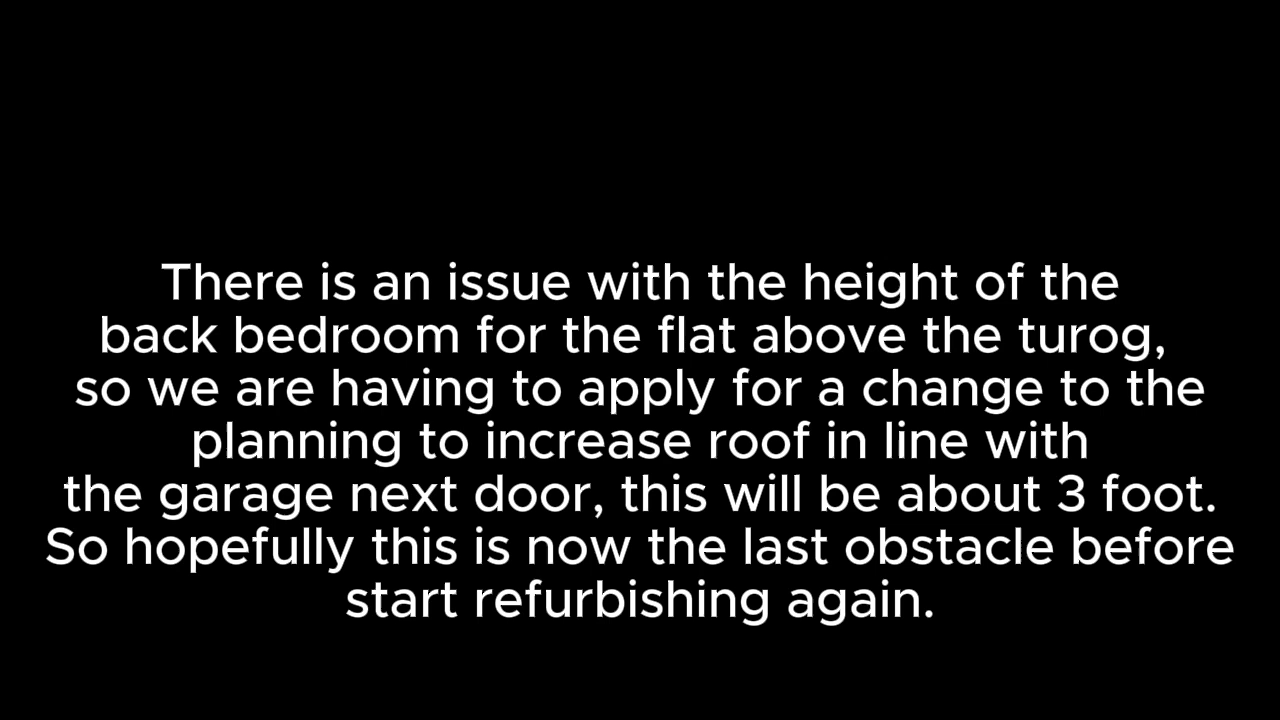 There is an issue with the height of the
back bedroom for the flat above the turog,
so we are having to apply for a change to the
planning to increase roof in line with
the garage next door, this will be about 3 foot.
So hopefully this is now the last obstacle before
start refurbishing again.